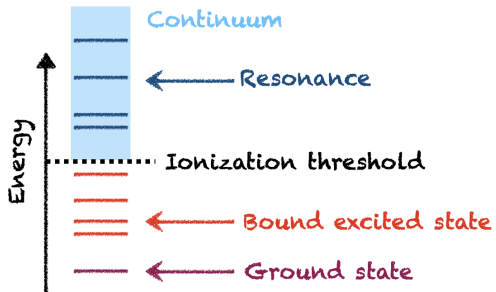 Continuum
Resonance
Energy
Ionization threshold
Bound excited state
Ground state